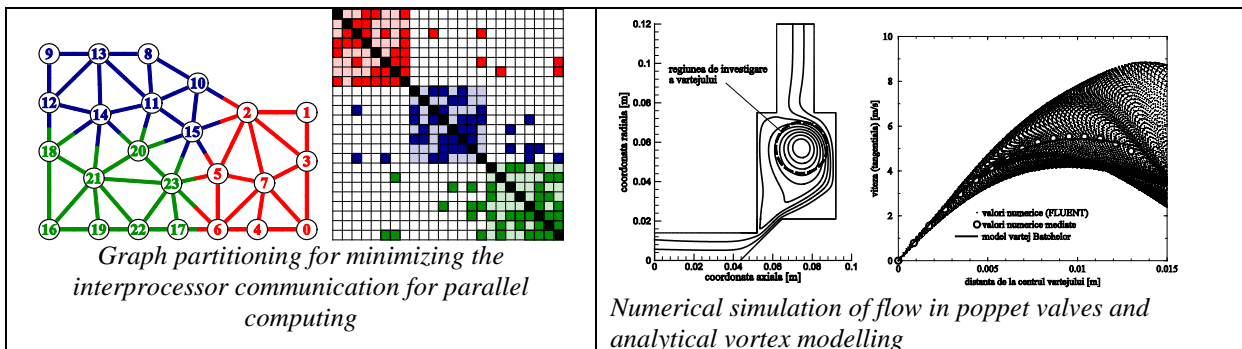 9 13 8
10
12 14 11
2 1
15
18 20
3
21 23 5 7
16 19 22 17 6 4 0
Graph partitioning for minimizing the
interprocessor communication for parallel
computing
0.12
0.1
0.08
0.06
0.04
0.02
0
0 0.02 0.04 0.06 0.08 0.1
coordonata radiala [m]
coordonata axiala [m]
regiunea de investigare
a vartejului
10
8
6
4
2
0
0 0.005 0.01 0.015
viteza (tangentiala) [m/s]
distanta de la centrul vartejului [m]
valori numerice (FLUENT)
valori numerice mediate
model vartej Batchelor
Numerical simulation of flow in poppet valves and
analytical vortex modelling